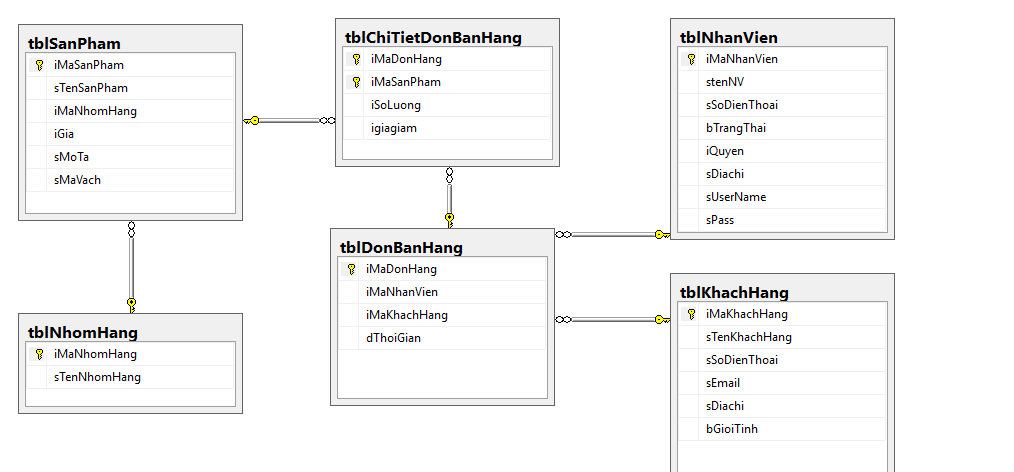 tblSanPham
iMaSanPham
sTenSanPham
iMaNhomHang
iGia
sMoTa
sMaVach
tblChiTietDonBanHang
iMaDonHang
iMaSanPham
iSoLuong
igiagiam
tblNhanVien
iMaNhanVien
stenNV
sSoDienThoai
bTrangThai
iQuyen
sDiachi
sUserName
sPass
tblDonBanHang
iMaDonHang
iMaNhanVien
iMaKhachHang
dThoiGian
tblNhomHang
iMaNhomHang
sTenNhomHang
tblKhachHang
iMaKhachHang
sTenKhachHang
sSoDienThoai
sEmail
sDiachi
bGioiTinh